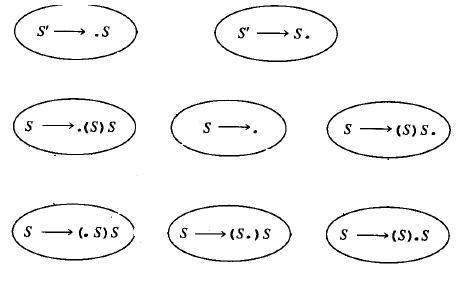 S' ⟶ .S S' ⟶ S.
S ⟶ .(S)S S ⟶ . S ⟶ (S)S.
S ⟶ (.S)S S ⟶ (S.)S S ⟶ (S).S